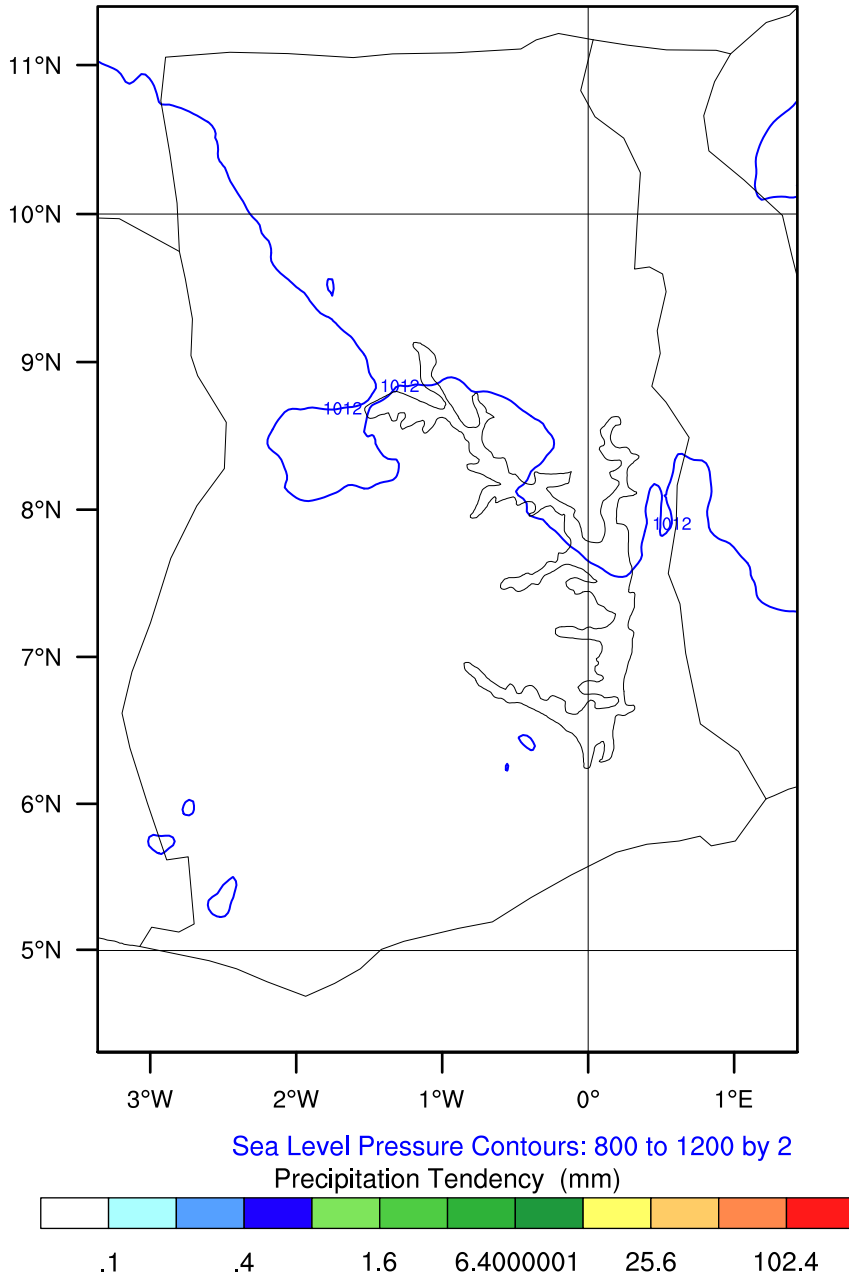 11°N
10°N
9°N
1012
1012
8°N
1012
7°N
6°N
5°N
3°W 2°W 1°W 0° 1°E
Sea Level Pressure Contours: 800 to 1200 by 2
Precipitation Tendency (mm)
.1 .4 1.6 6.4000001 25.6 102.4